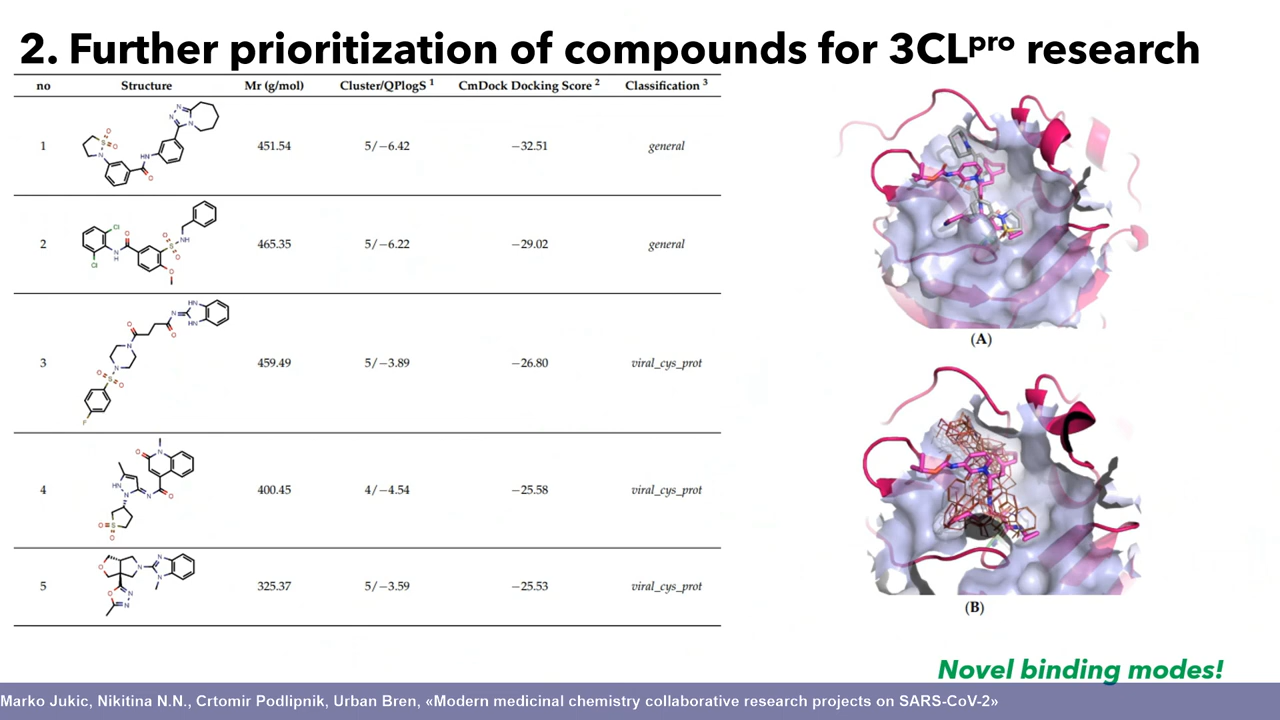 2. Further prioritization of compounds for 3CLᵖʳᵒ research
no Structure Mr (g/mol) Cluster/QPlogS ¹ CmDock Docking Score ² Classification ³
1 451.54 5/−6.42 −32.51 general
2 465.35 5/−6.22 −29.02 general
3 459.49 5/−3.89 −26.80 viral_cys_prot
4 400.45 4/−4.54 −25.58 viral_cys_prot
5 325.37 5/−3.59 −25.53 viral_cys_prot
(A)
(B)
Novel binding modes!
Marko Jukic, Nikitina N.N., Crtomir Podlipnik, Urban Bren, «Modern medicinal chemistry collaborative research projects on SARS-CoV-2»